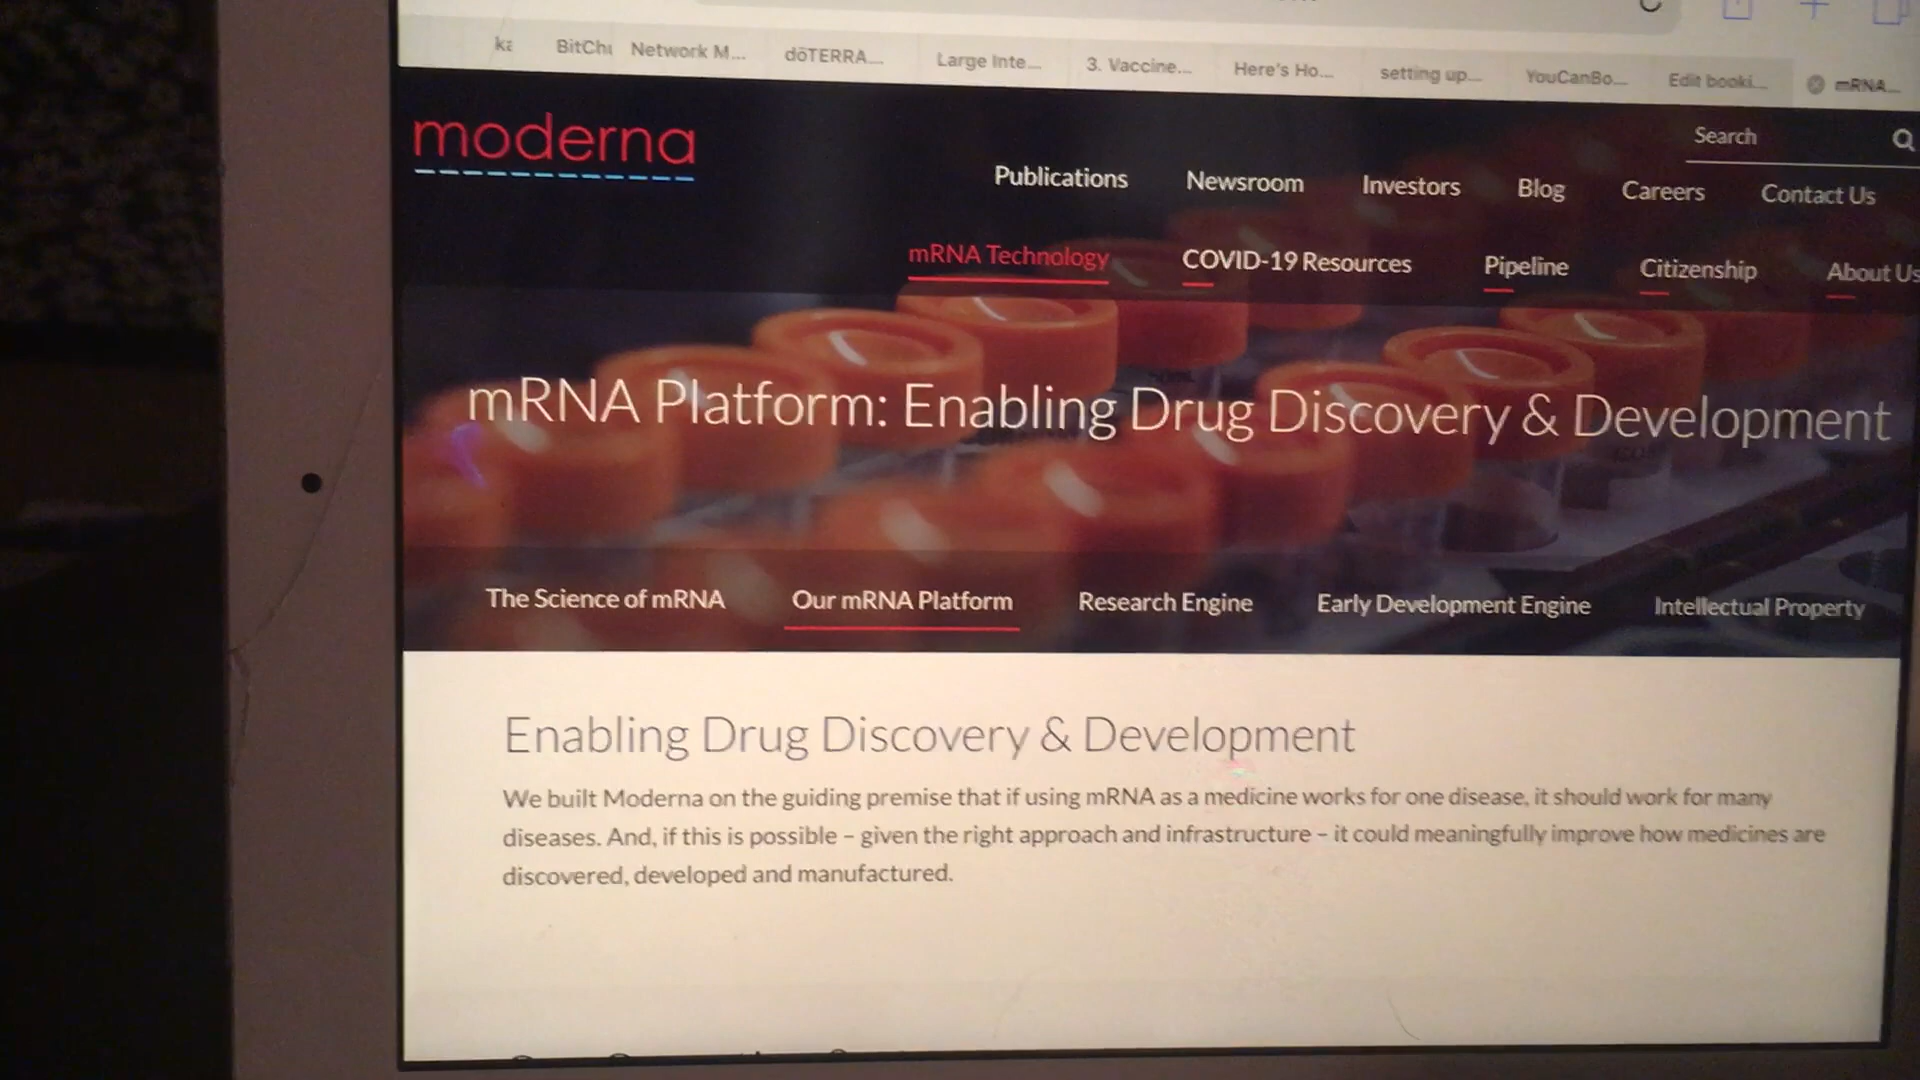 BitChu Network M... dōTERRA... Large Inte... 3. Vaccine... Here's Ho... setting up... YouCanBo... Edit booki... mRNA...
moderna
Search
Publications Newsroom Investors Blog Careers Contact Us
mRNA Technology COVID-19 Resources Pipeline Citizenship About Us
mRNA Platform: Enabling Drug Discovery & Development
The Science of mRNA Our mRNA Platform Research Engine Early Development Engine Intellectual Property
Enabling Drug Discovery & Development
We built Moderna on the guiding premise that if using mRNA as a medicine works for one disease, it should work for many
diseases. And, if this is possible – given the right approach and infrastructure – it could meaningfully improve how medicines are
discovered, developed and manufactured.